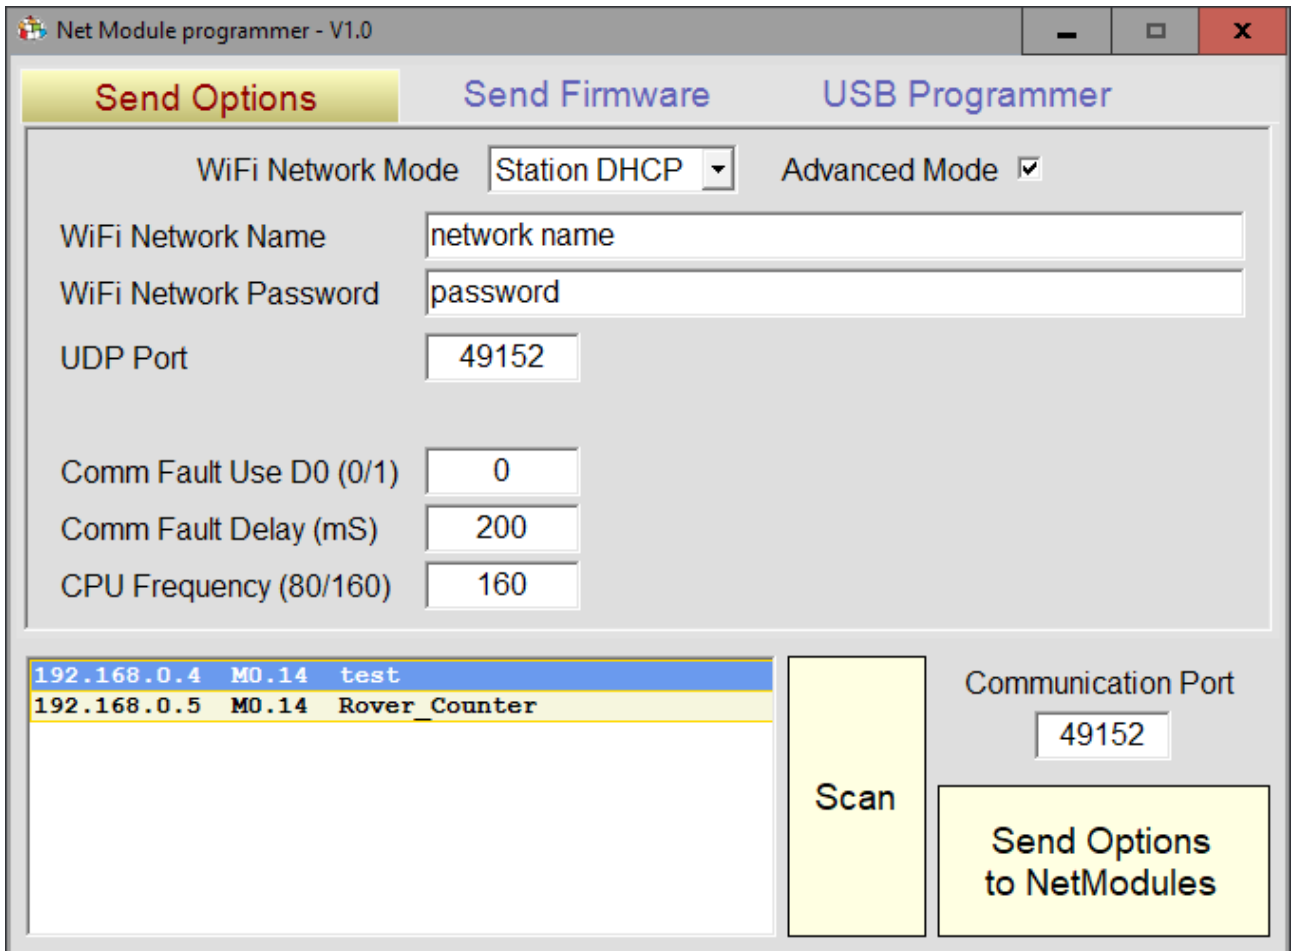 Net Module programmer - V1.0
Send Options Send Firmware USB Programmer
WiFi Network Mode Station DHCP Advanced Mode
WiFi Network Name network name
WiFi Network Password password
UDP Port 49152
Comm Fault Use D0 (0/1) 0
Comm Fault Delay (mS) 200
CPU Frequency (80/160) 160
192.168.0.4 M0.14 test
192.168.0.5 M0.14 Rover_Counter
Scan
Communication Port
49152
Send Options
to NetModules